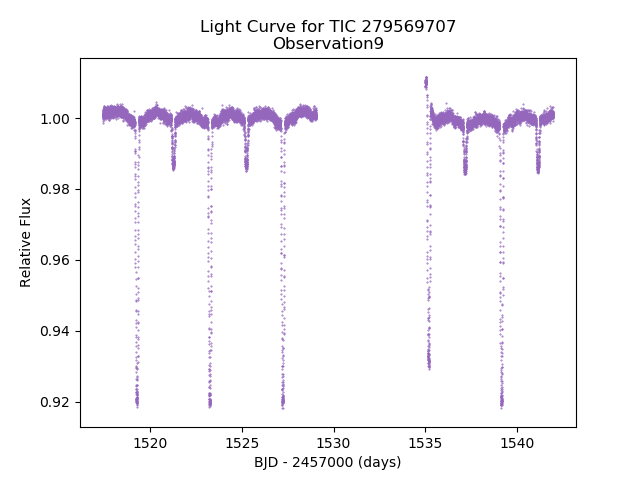 Light Curve for TIC 279569707
Observation9
Relative Flux
1.00
0.98
0.96
0.94
0.92
1520
1525
1530
1535
1540
BJD - 2457000 (days)